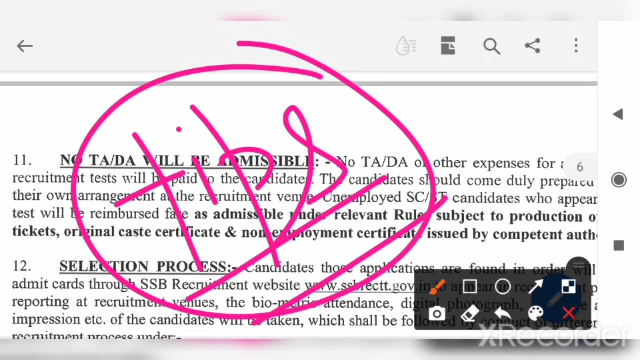 6
tips
11. NO TA/DA WILL BE ADMISSIBLE: - No TA/DA or other expenses for a
recruitment tests will be paid to the candidates. The candidates should come duly prepared
their own arrangement at the recruitment venue. Unemployed SC/ST candidates who appear
test will be reimbursed fare as admissible under relevant Rules subject to production o
tickets, original caste certificate & non-employment certificate issued by competent auth
12. SELECTION PROCESS:- Candidates those applications are found in order will
admit cards through SSB Recruitment website www.ssbrectt.gov.in
reporting at recruitment venues, the bio-metric attendance, digital photograph,
impression etc. of the candidates will be taken, which shall be followed by conduct of differen
recruitment process under:-
XRECORDER